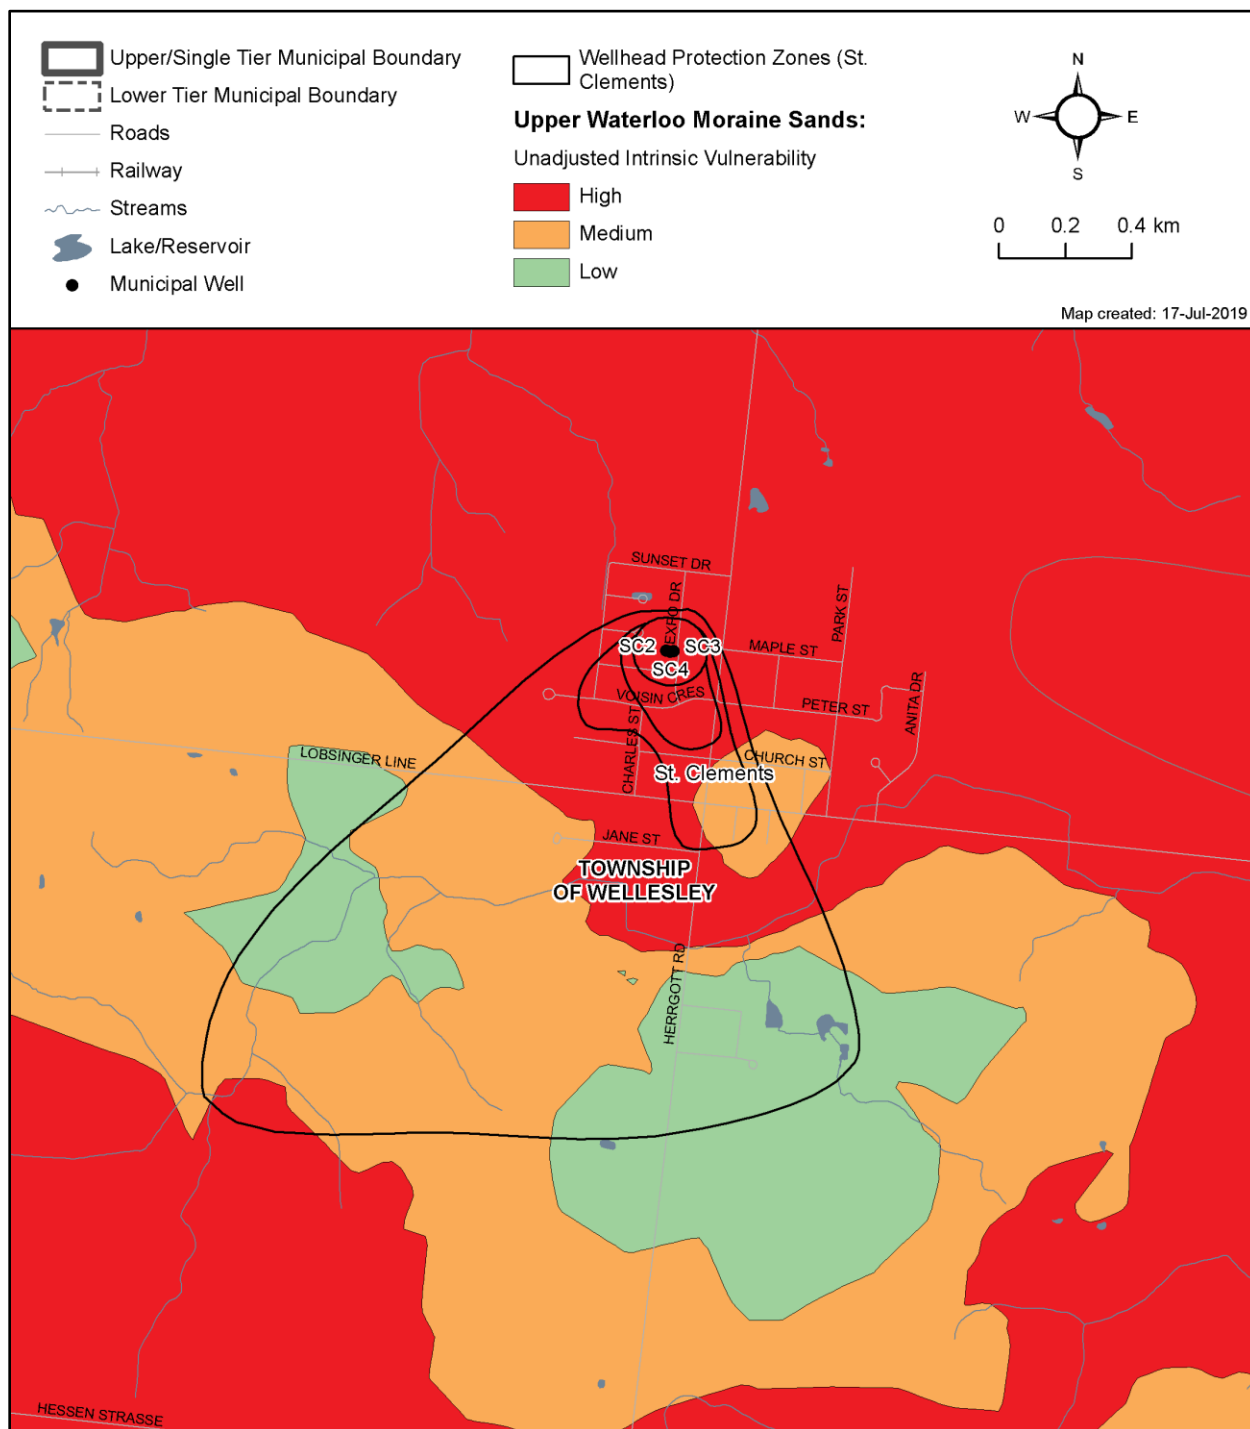 Upper/Single Tier Municipal Boundary
Lower Tier Municipal Boundary
Roads
Railway
Streams
Lake/Reservoir
Municipal Well
Wellhead Protection Zones (St.
Clements)
Upper Waterloo Moraine Sands:
Unadjusted Intrinsic Vulnerability
High
Medium
Low
N
W E
S
0 0.2 0.4 km
Map created: 17-Jul-2019
SUNSET DR
EXRO DR
PARK ST
SC2
SC3
SC4
MAPLE ST
VOISIN CRES
PETER ST
ANITA DR
CHARLES ST
LOBSINGER LINE
CHURCH ST
St. Clements
JANE ST
TOWNSHIP
OF WELLESLEY
HERRGOTT RD
HESSEN STRASSE